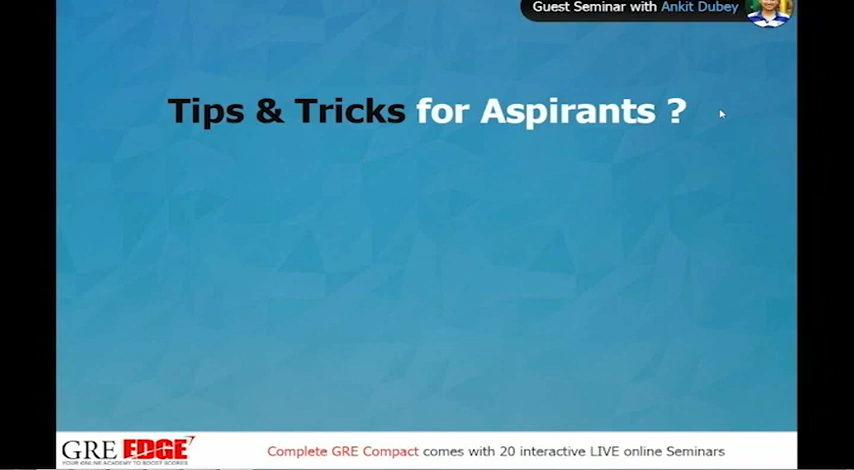 Guest Seminar with Ankit Dubey
Tips & Tricks for Aspirants ?
GRE EDGE
YOUR ONLINE ACADEMY TO BOOST SCORES
Complete GRE Compact comes with 20 interactive LIVE online Seminars